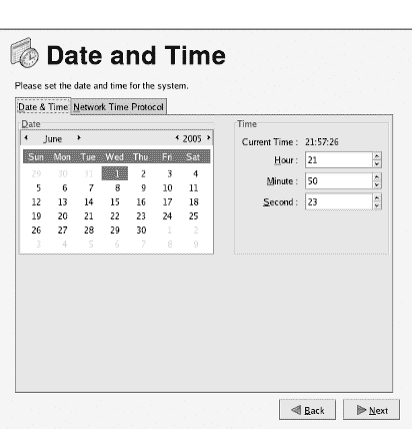 Date and Time
Please set the date and time for the system.
Date & Time Network Time Protocol
Date
June 2005
Sun Mon Tue Wed Thu Fri Sat
29 30 31 1 2 3 4
5 6 7 8 9 10 11
12 13 14 15 16 17 18
19 20 21 22 23 24 25
26 27 28 29 30 1 2
3 4 5 6 7 8 9
Time
Current Time : 21:57:26
Hour : 21
Minute : 50
Second : 23
Back Next